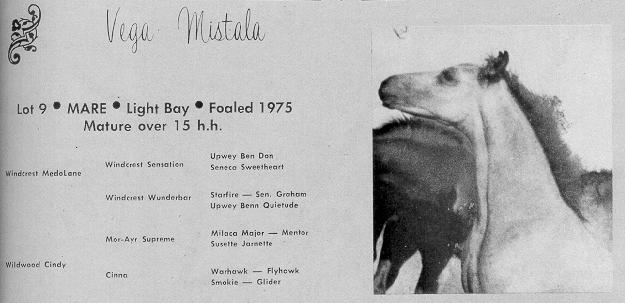 Vega Mistala
Lot 9 • MARE • Light Bay • Foaled 1975
Mature over 15 h.h.
Windcrest MedoLane
Windcrest Sensation
Upwey Ben Don
Seneca Sweetheart
Windcrest Wunderbar
Starfire — Sen. Graham
Upwey Benn Quietude
Wildwood Cindy
Mor-Ayr Supreme
Milaca Major — Mentor
Susette Jarnette
Cinna
Warhawk — Flyhawk
Smokie — Glider